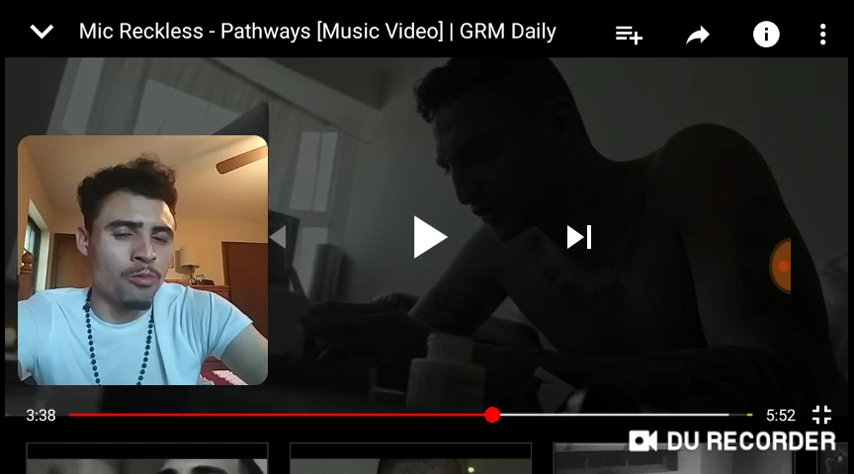 Mic Reckless - Pathways [Music Video] | GRM Daily
3:38
5:52
DU RECORDER